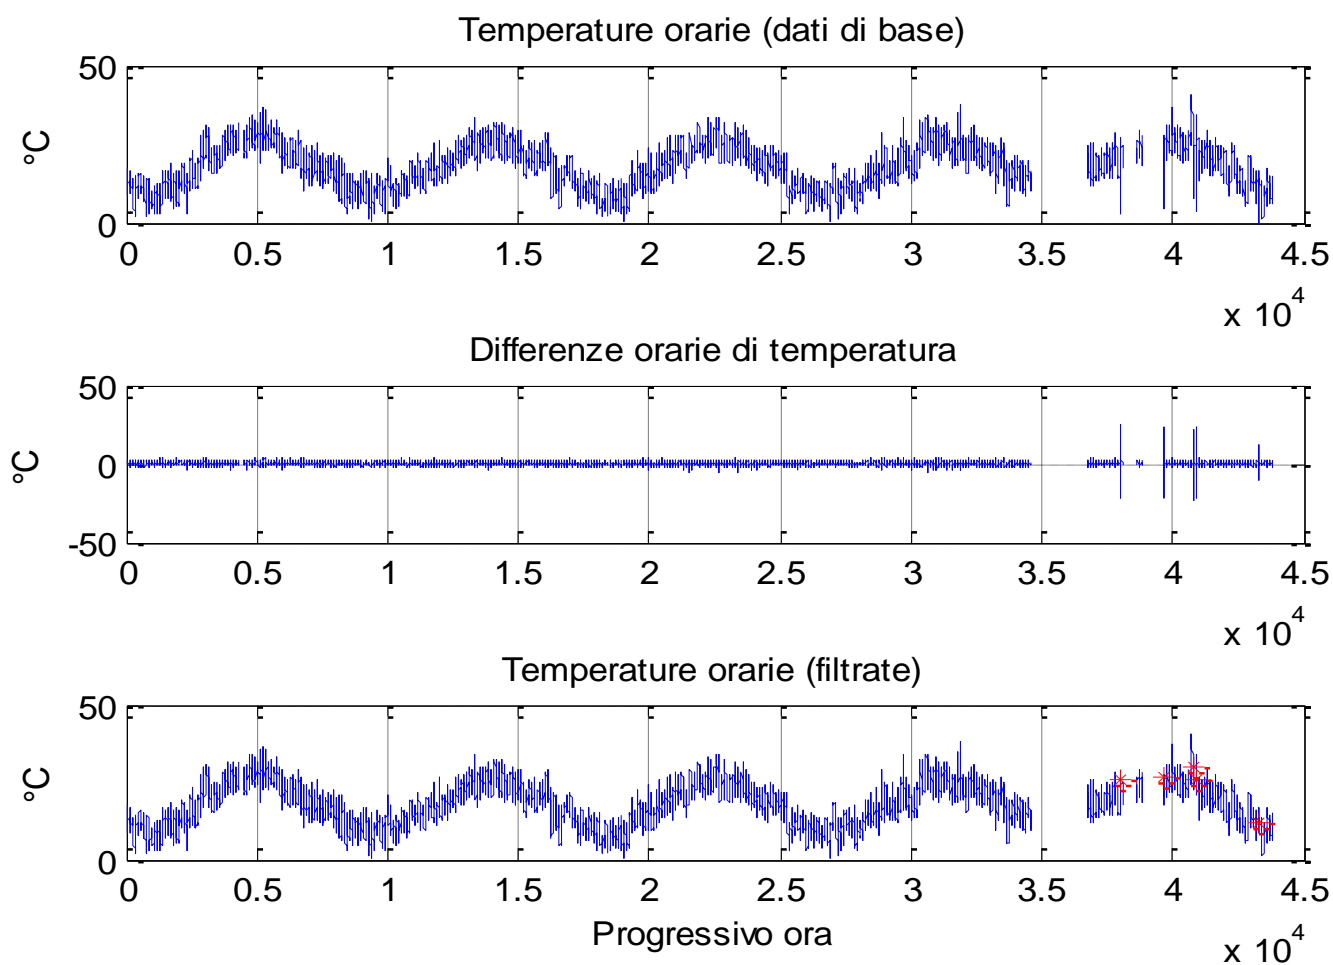 Temperature orarie (dati di base)
50
°C
0
0 0.5 1 1.5 2 2.5 3 3.5 4 4.5
x 10^4
Differenze orarie di temperatura
50
°C
0
-50
0 0.5 1 1.5 2 2.5 3 3.5 4 4.5
x 10^4
Temperature orarie (filtrate)
50
°C
0
0 0.5 1 1.5 2 2.5 3 3.5 4 4.5
Progressivo ora
x 10^4